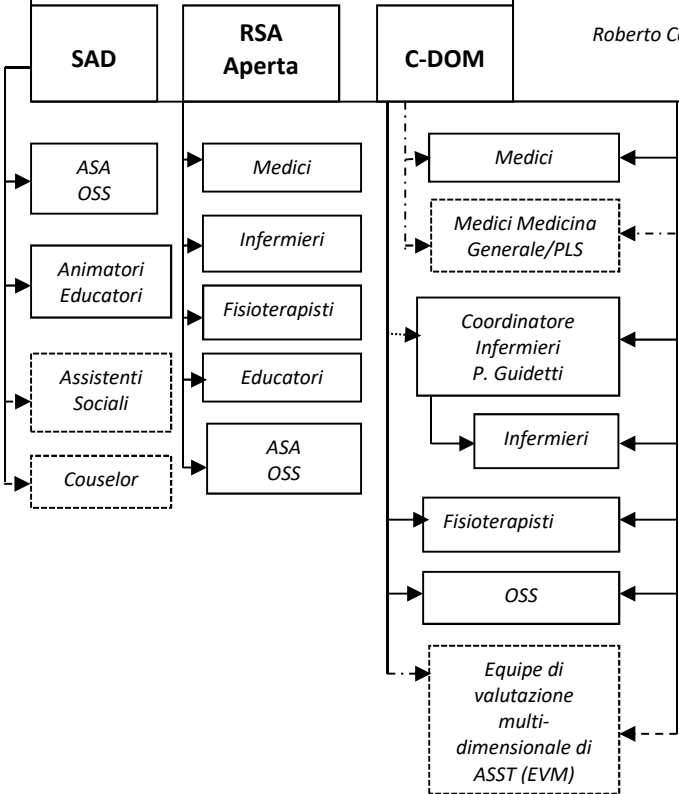 SAD
RSA
Aperta
C-DOM
Roberto
ASA
OSS
Animatori
Educatori
Assistenti
Sociali
Couselor
Medici
Infermieri
Fisioterapisti
Educatori
ASA
OSS
Medici
Medici Medicina
Generale/PLS
Coordinatore
Infermieri
P. Guidetti
Infermieri
Fisioterapisti
OSS
Equipe di
valutazione
multi-
dimensionale di
ASST (EVM)